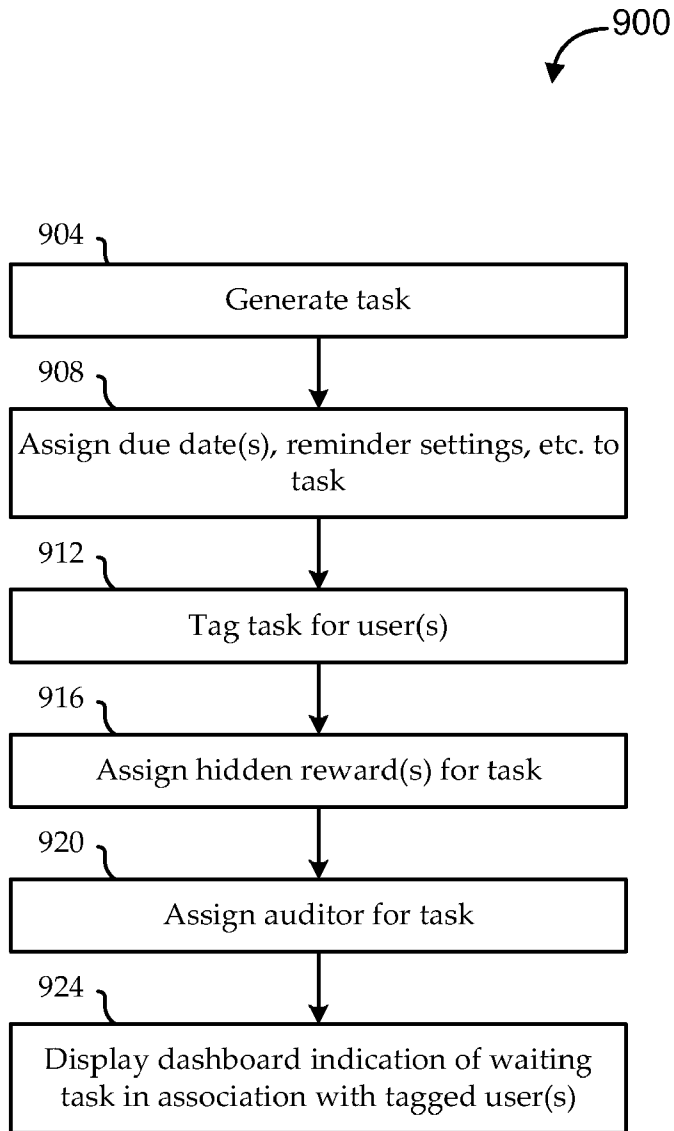 900
904
Generate task
908
Assign due date(s), reminder settings, etc. to
task
912
Tag task for user(s)
916
Assign hidden reward(s) for task
920
Assign auditor for task
924
Display dashboard indication of waiting
task in association with tagged user(s)